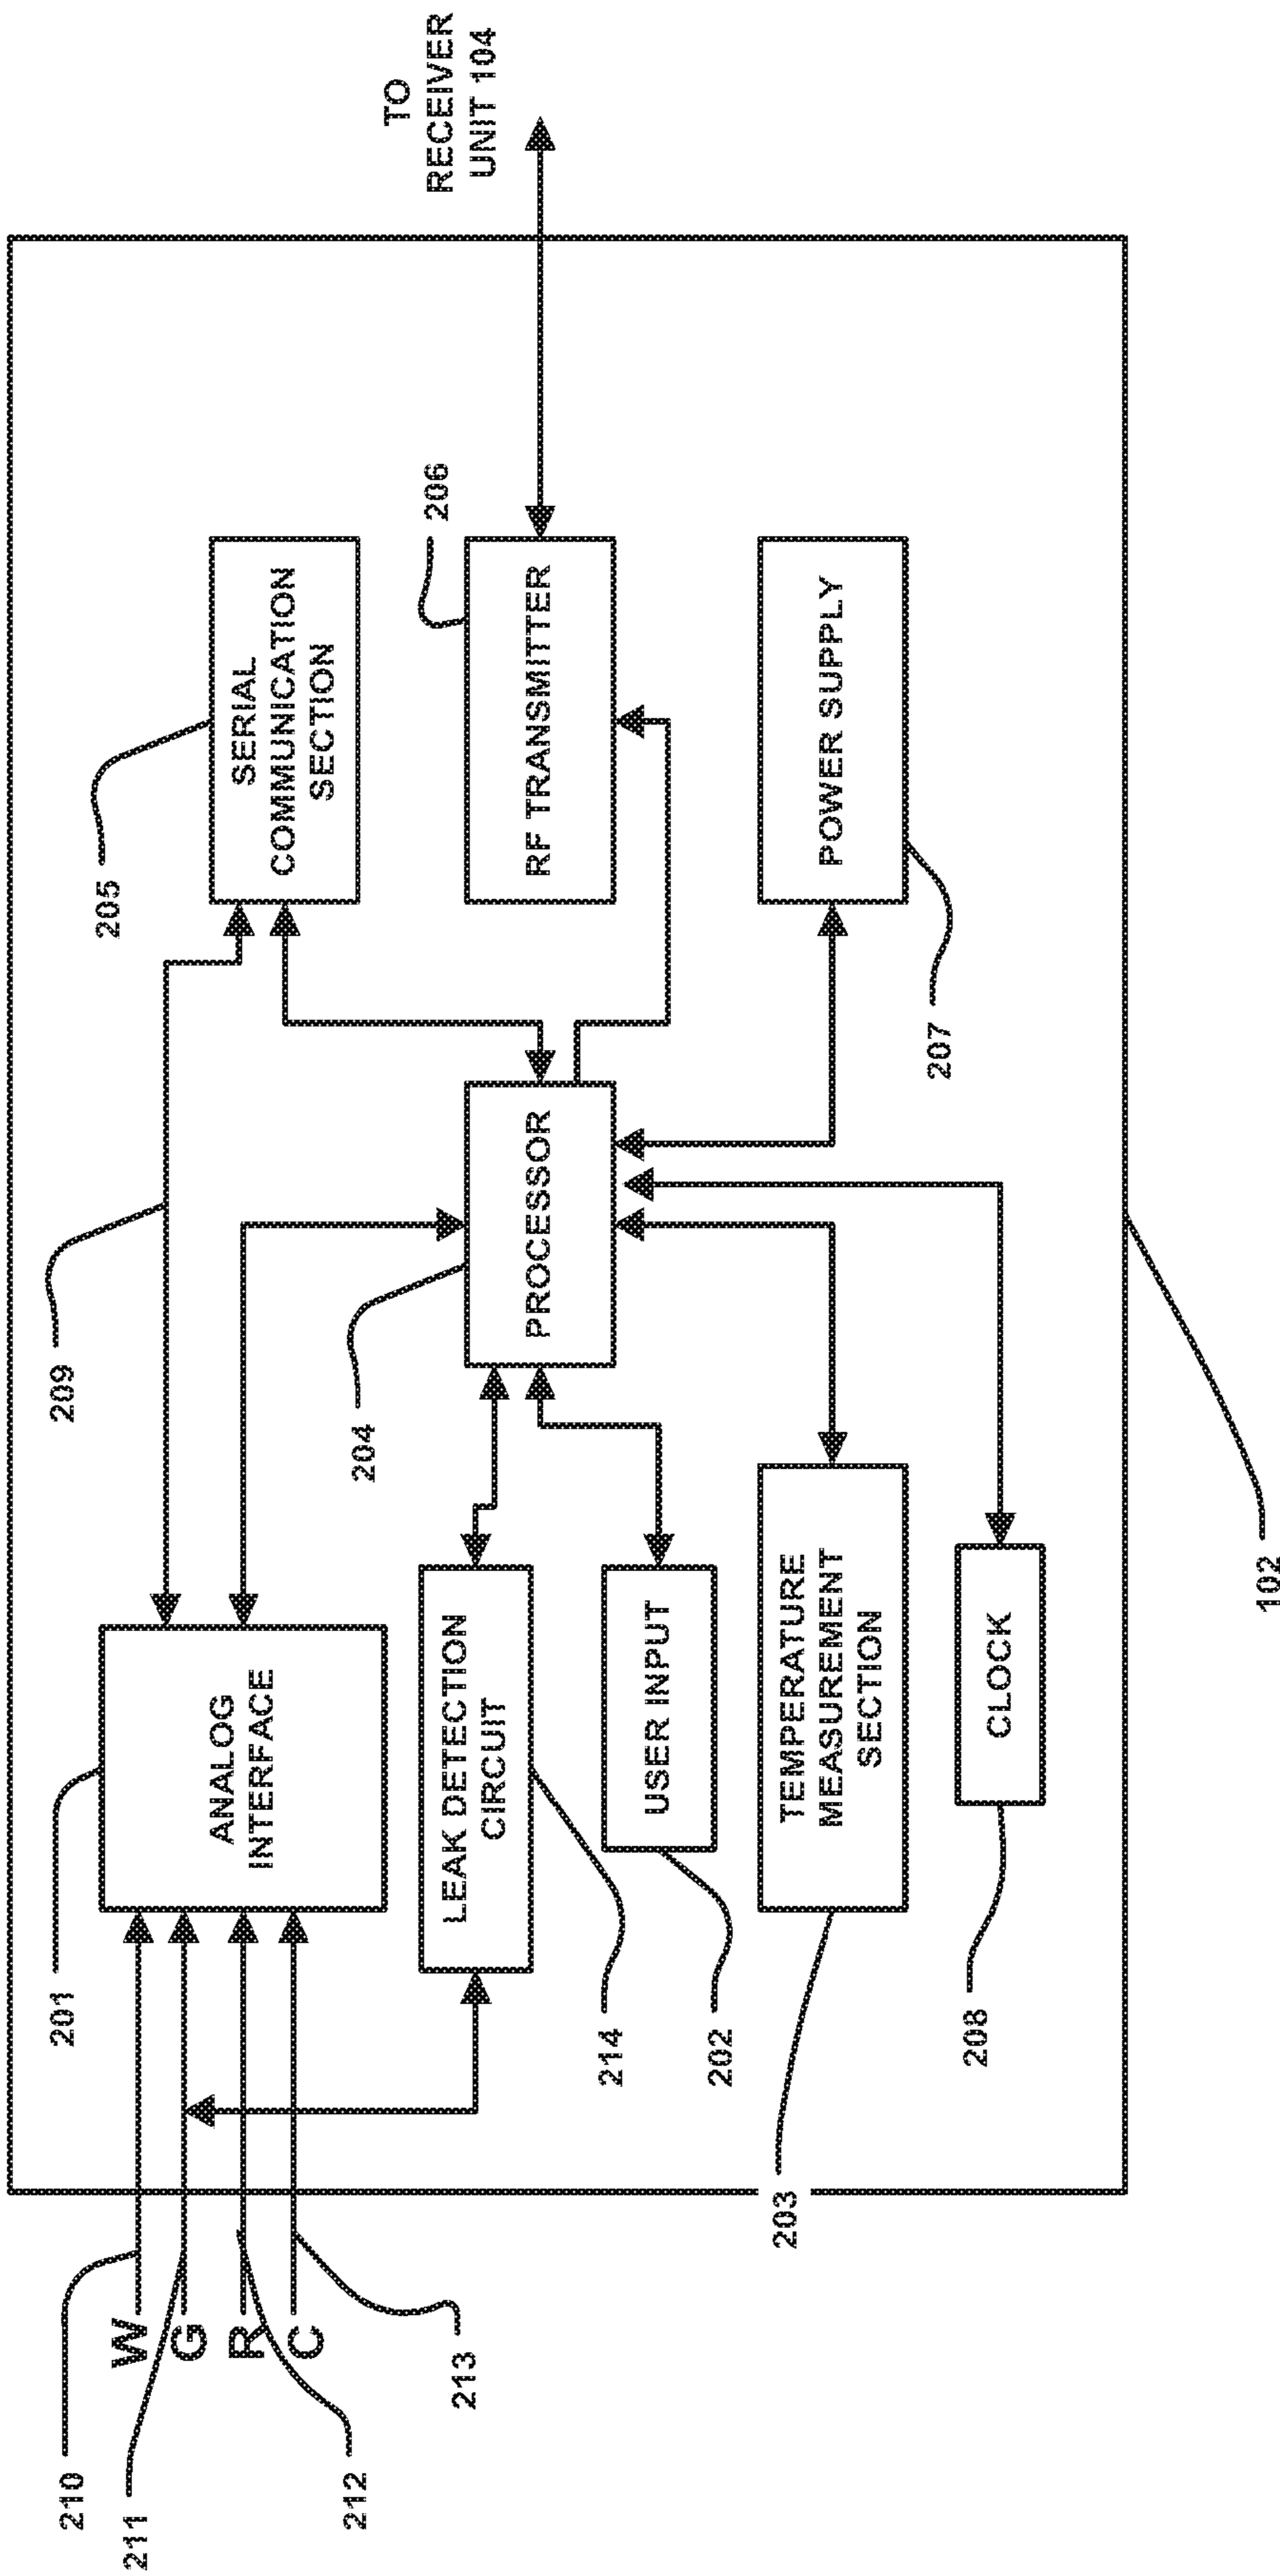 210
211
212
213
W
G
R
C
201
ANALOG
INTERFACE
209
205
SERIAL
COMMUNICATION
SECTION
LEAK DETECTION
CIRCUIT
214
204
PROCESSOR
206
RF TRANSMITTER
TO
RECEIVER
UNIT 104
USER INPUT
202
TEMPERATURE
MEASUREMENT
SECTION
203
POWER SUPPLY
207
CLOCK
208
102